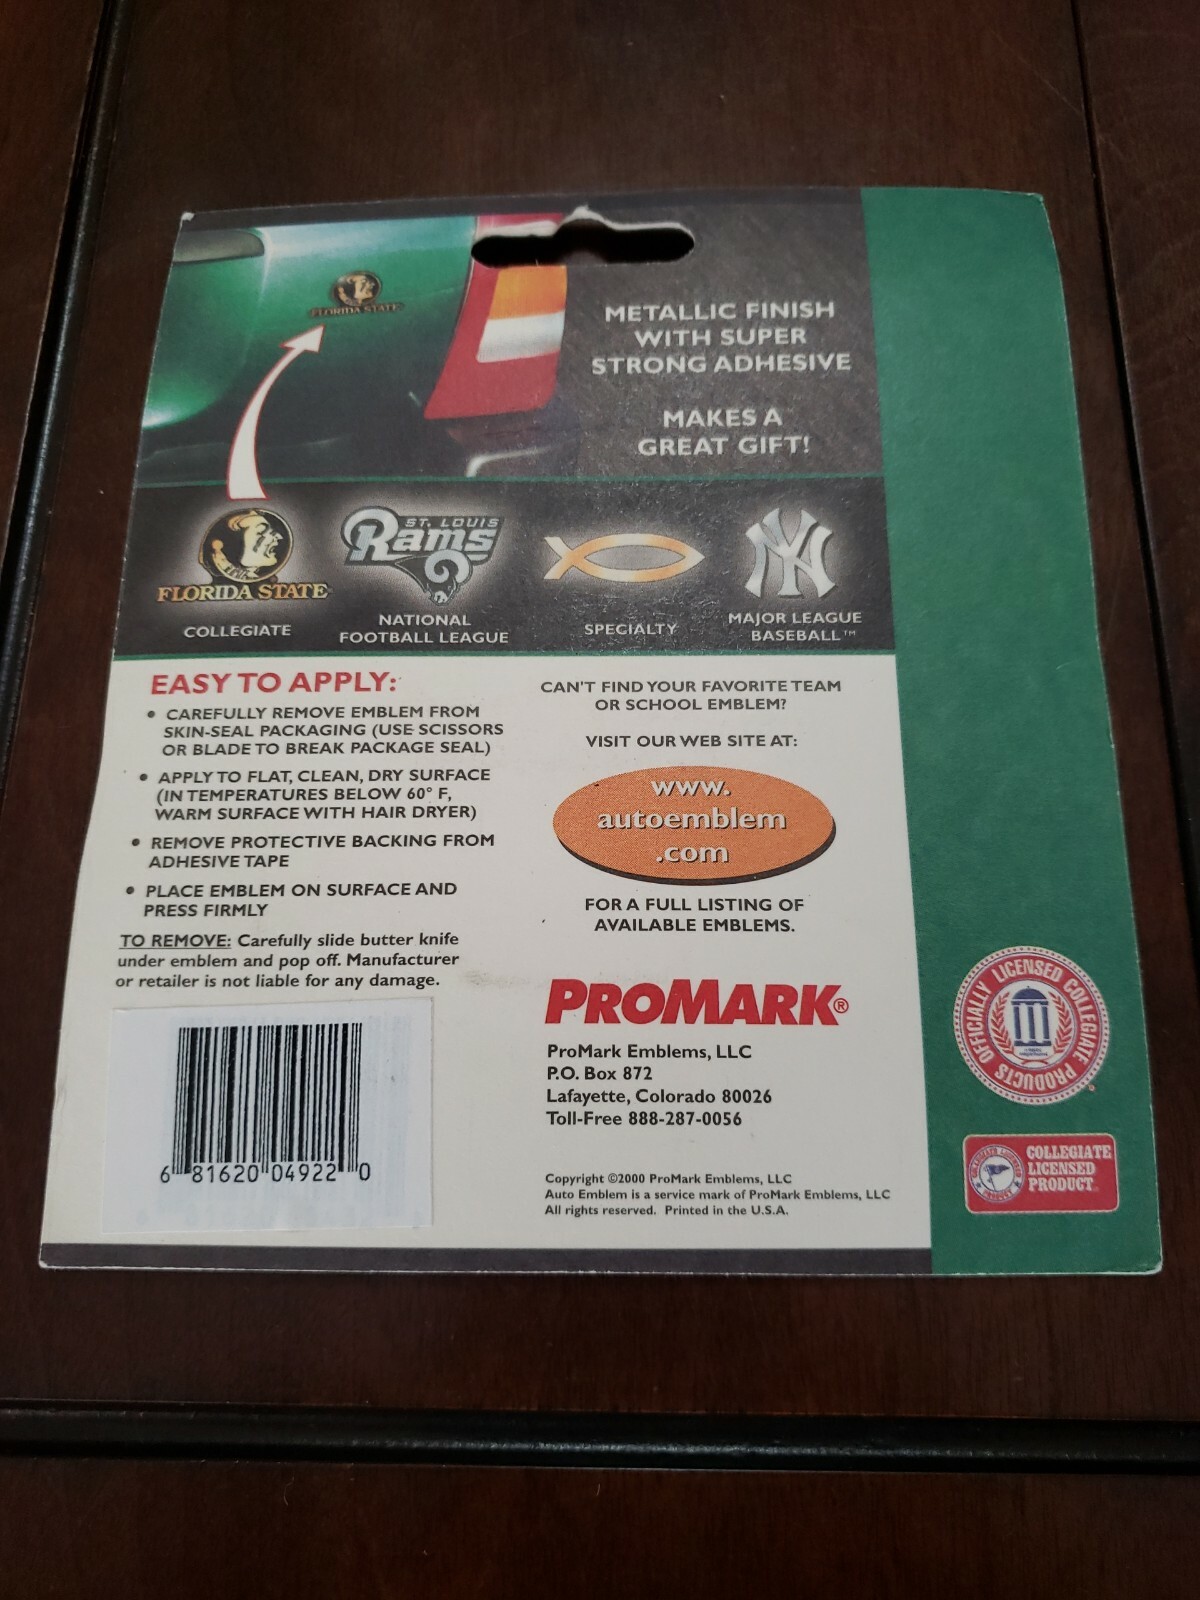 FLORIDA STATE
METALLIC FINISH
WITH SUPER
STRONG ADHESIVE
MAKES A
GREAT GIFT!
FLORIDA STATE
COLLEGIATE
ST. LOUIS
Rams
NATIONAL
FOOTBALL LEAGUE
SPECIALTY
NY
MAJOR LEAGUE
BASEBALL™
EASY TO APPLY:
• CAREFULLY REMOVE EMBLEM FROM
SKIN-SEAL PACKAGING (USE SCISSORS
OR BLADE TO BREAK PACKAGE SEAL)
• APPLY TO FLAT, CLEAN, DRY SURFACE
(IN TEMPERATURES BELOW 60° F,
WARM SURFACE WITH HAIR DRYER)
• REMOVE PROTECTIVE BACKING FROM
ADHESIVE TAPE
• PLACE EMBLEM ON SURFACE AND
PRESS FIRMLY
TO REMOVE: Carefully slide butter knife
under emblem and pop off. Manufacturer
or retailer is not liable for any damage.
6 81620 04922 0
CAN'T FIND YOUR FAVORITE TEAM
OR SCHOOL EMBLEM?
VISIT OUR WEB SITE AT:
www.
autoemblem
.com
FOR A FULL LISTING OF
AVAILABLE EMBLEMS.
PROMARK®
ProMark Emblems, LLC
P.O. Box 872
Lafayette, Colorado 80026
Toll-Free 888-287-0056
Copyright ©2000 ProMark Emblems, LLC
Auto Emblem is a service mark of ProMark Emblems, LLC
All rights reserved. Printed in the U.S.A.
OFFICIALLY LICENSED COLLEGIATE PRODUCTS
COLLEGIATE
LICENSED
PRODUCT